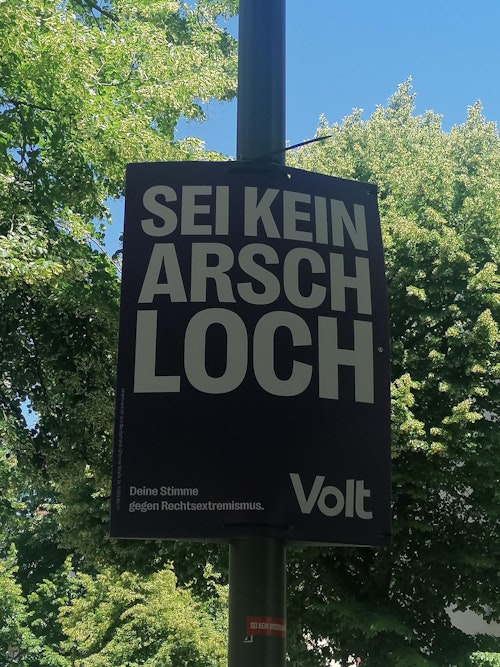 SEI KEIN
ARSCH
LOCH
Deine Stimme
gegen Rechtsextremismus.
Volt